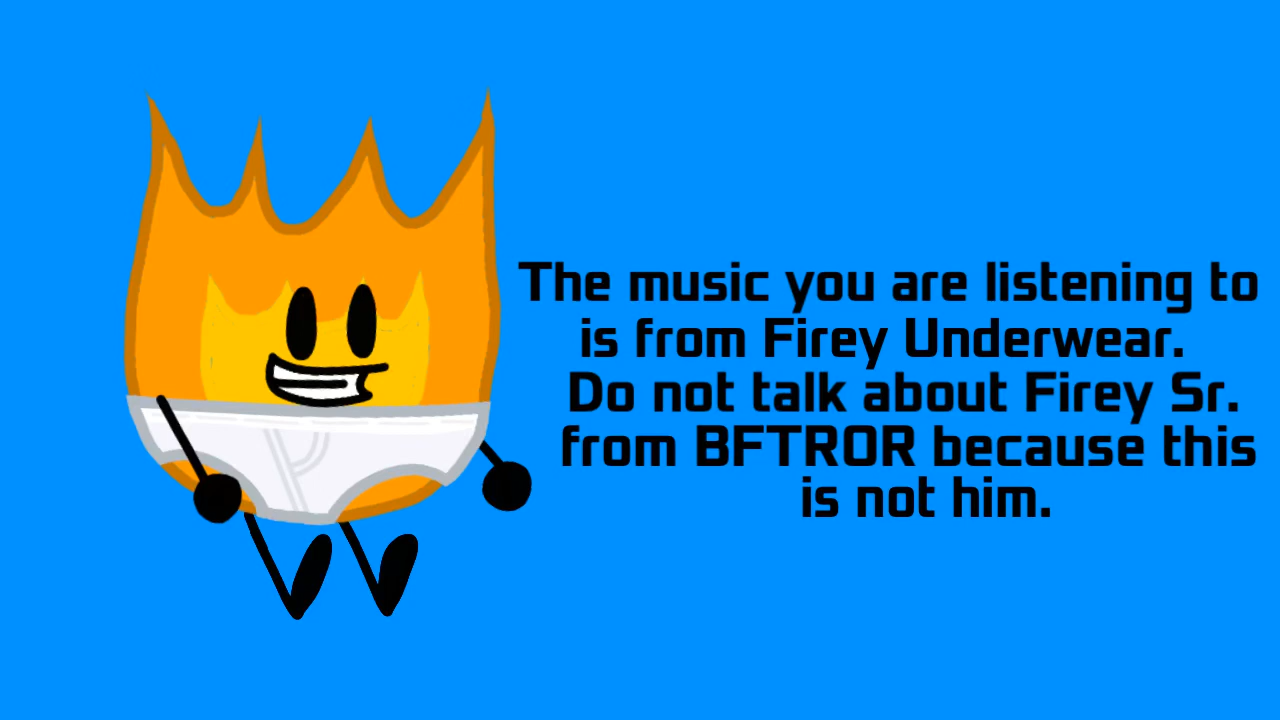 The music you are listening to
is from Firey Underwear.
Do not talk about Firey Sr.
from BFTROR because this
is not him.